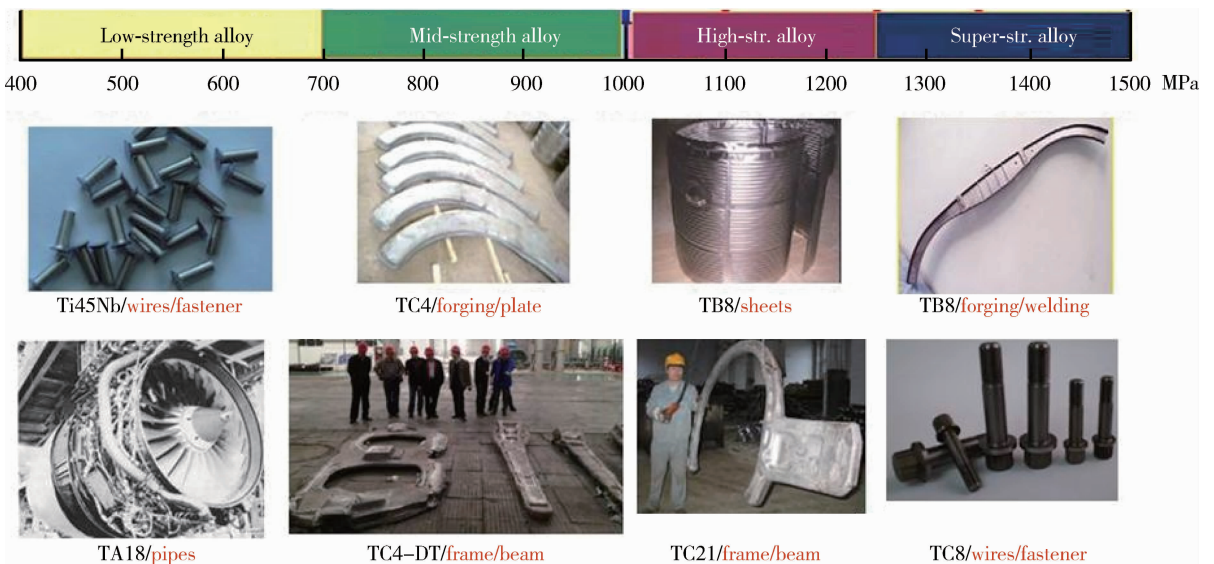 Low-strength alloy Mid-strength alloy High-str. alloy Super-str. alloy
400 500 600 700 800 900 1000 1100 1200 1300 1400 1500 MPa
Ti45Nb/wires/fastener TC4/forging/plate TB8/sheets TB8/forging/welding
TA18/pipes TC4-DT/frame/beam TC21/frame/beam TC8/wires/fastener